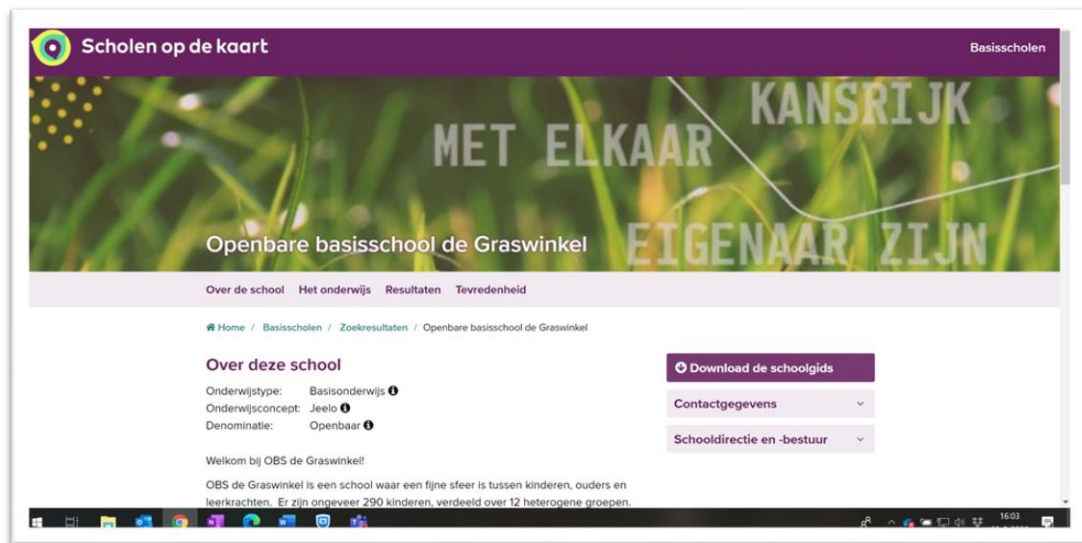 Scholen op de kaart
Basisscholen
KANSRIJK
MET ELKAAR
EIGENAAR ZIJN
Openbare basisschool de Graswinkel
Over de school Het onderwijs Resultaten Tevredenheid
Home / Basisscholen / Zoekresultaten / Openbare basisschool de Graswinkel
Over deze school
Onderwijstype: Basisonderwijs
Onderwijsconcept: Jeelo
Denominatie: Openbaar
Welkom bij OBS de Graswinkel!
OBS de Graswinkel is een school waar een fijne sfeer is tussen kinderen, ouders en
leerkrachten. Er zijn ongeveer 290 kinderen, verdeeld over 12 heterogene groepen.
Download de schoolgids
Contactgegevens
Schooldirectie en -bestuur
16:03